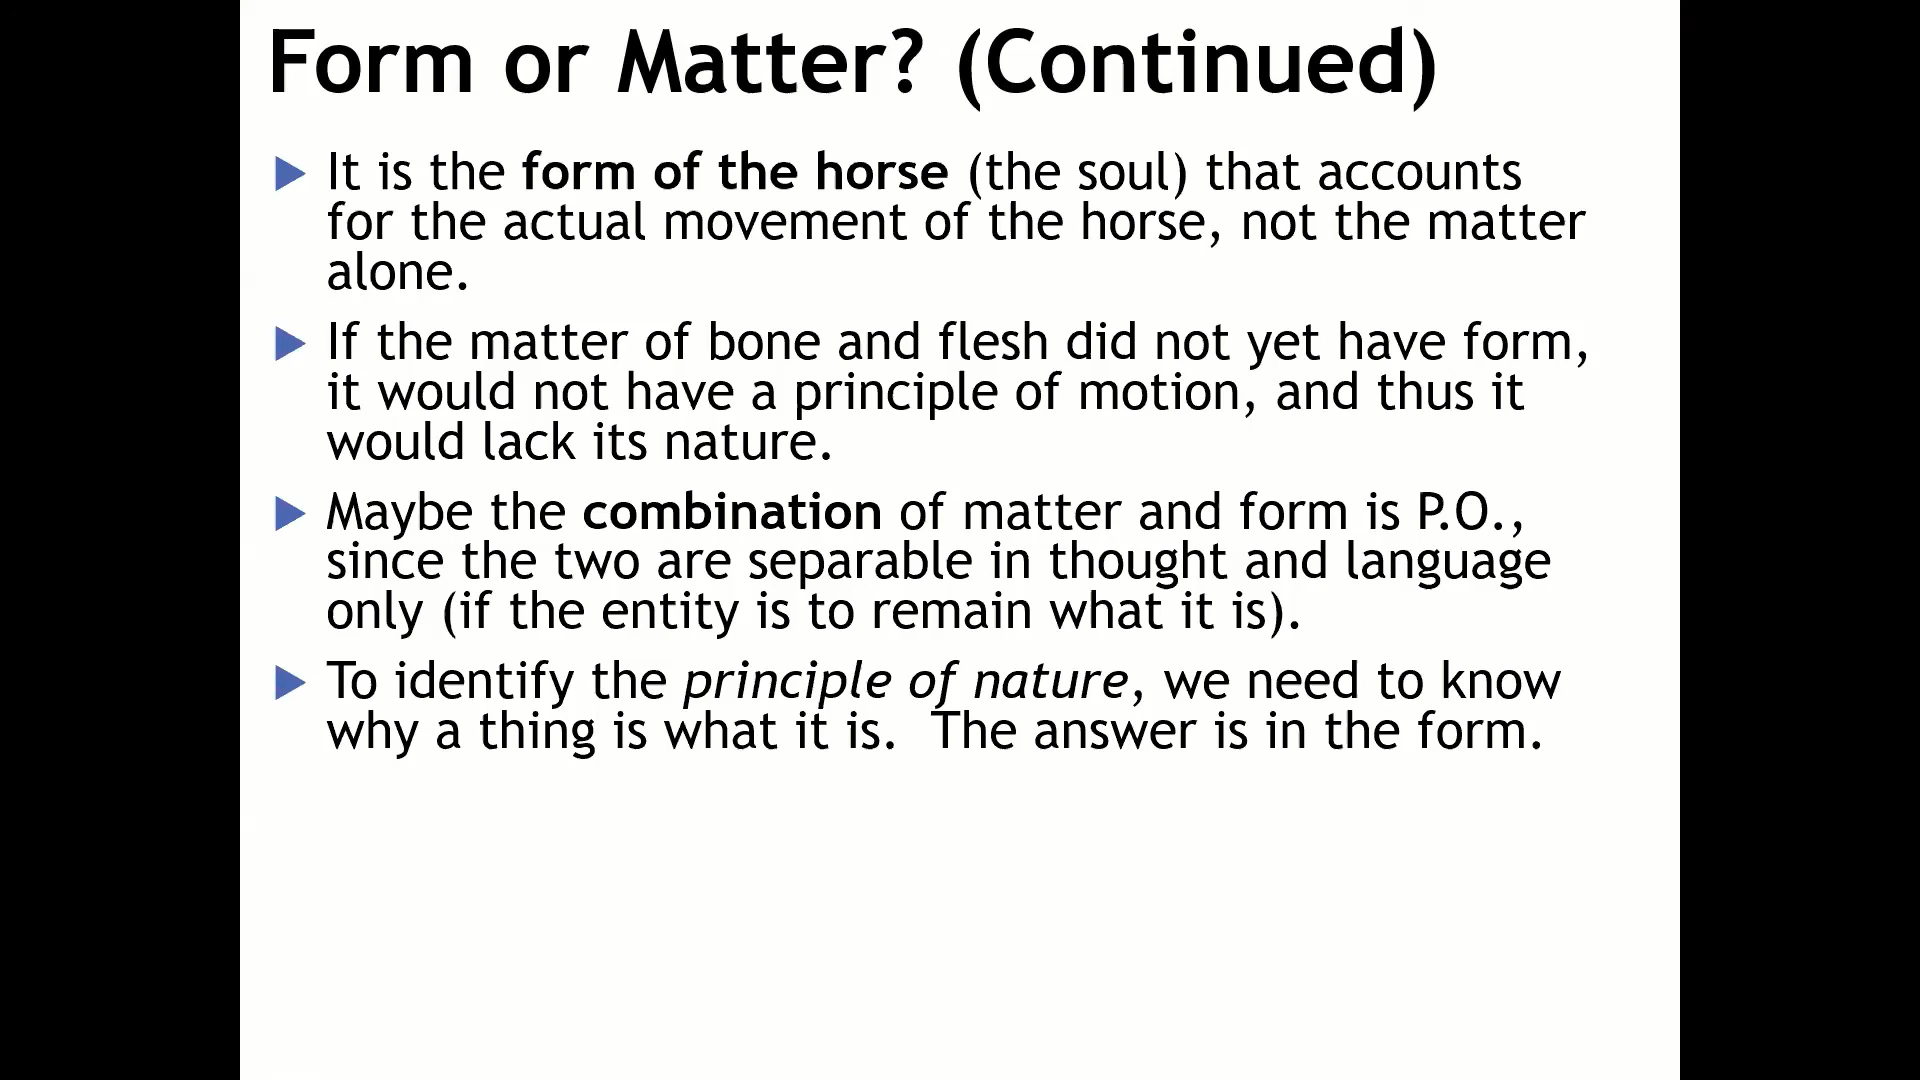 Form or Matter? (Continued)
It is the form of the horse (the soul) that accounts
for the actual movement of the horse, not the matter
alone.
If the matter of bone and flesh did not yet have form,
it would not have a principle of motion, and thus it
would lack its nature.
Maybe the combination of matter and form is P.O.,
since the two are separable in thought and language
only (if the entity is to remain what it is).
To identify the principle of nature, we need to know
why a thing is what it is.  The answer is in the form.